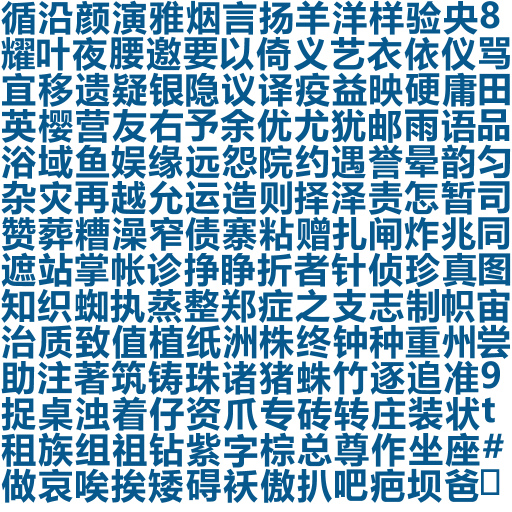 循沿颜演雅烟言扬羊洋样验央8
耀叶夜腰邀要以倚义艺衣依仪骂
宜移遗疑银隐议译疫益映硬庸田
英樱营友右予余优尤犹邮雨语品
浴域鱼娱缘远怨院约遇誉晕韵匀
杂灾再越允运造则择泽责怎暂司
赞葬糟澡窄债寨粘赠扎闸炸兆同
遮站掌帐诊挣睁折者针侦珍真图
知织蜘执蒸整郑症之支志制帜宙
治质致值植纸洲株终钟种重州尝
助注著筑铸珠诸猪蛛竹逐追准9
捉桌浊着仔资爪专砖转庄装状t
租族组祖钻紫字棕总尊作坐座#
做哀唉挨矮碍袄傲扒吧疤坝爸